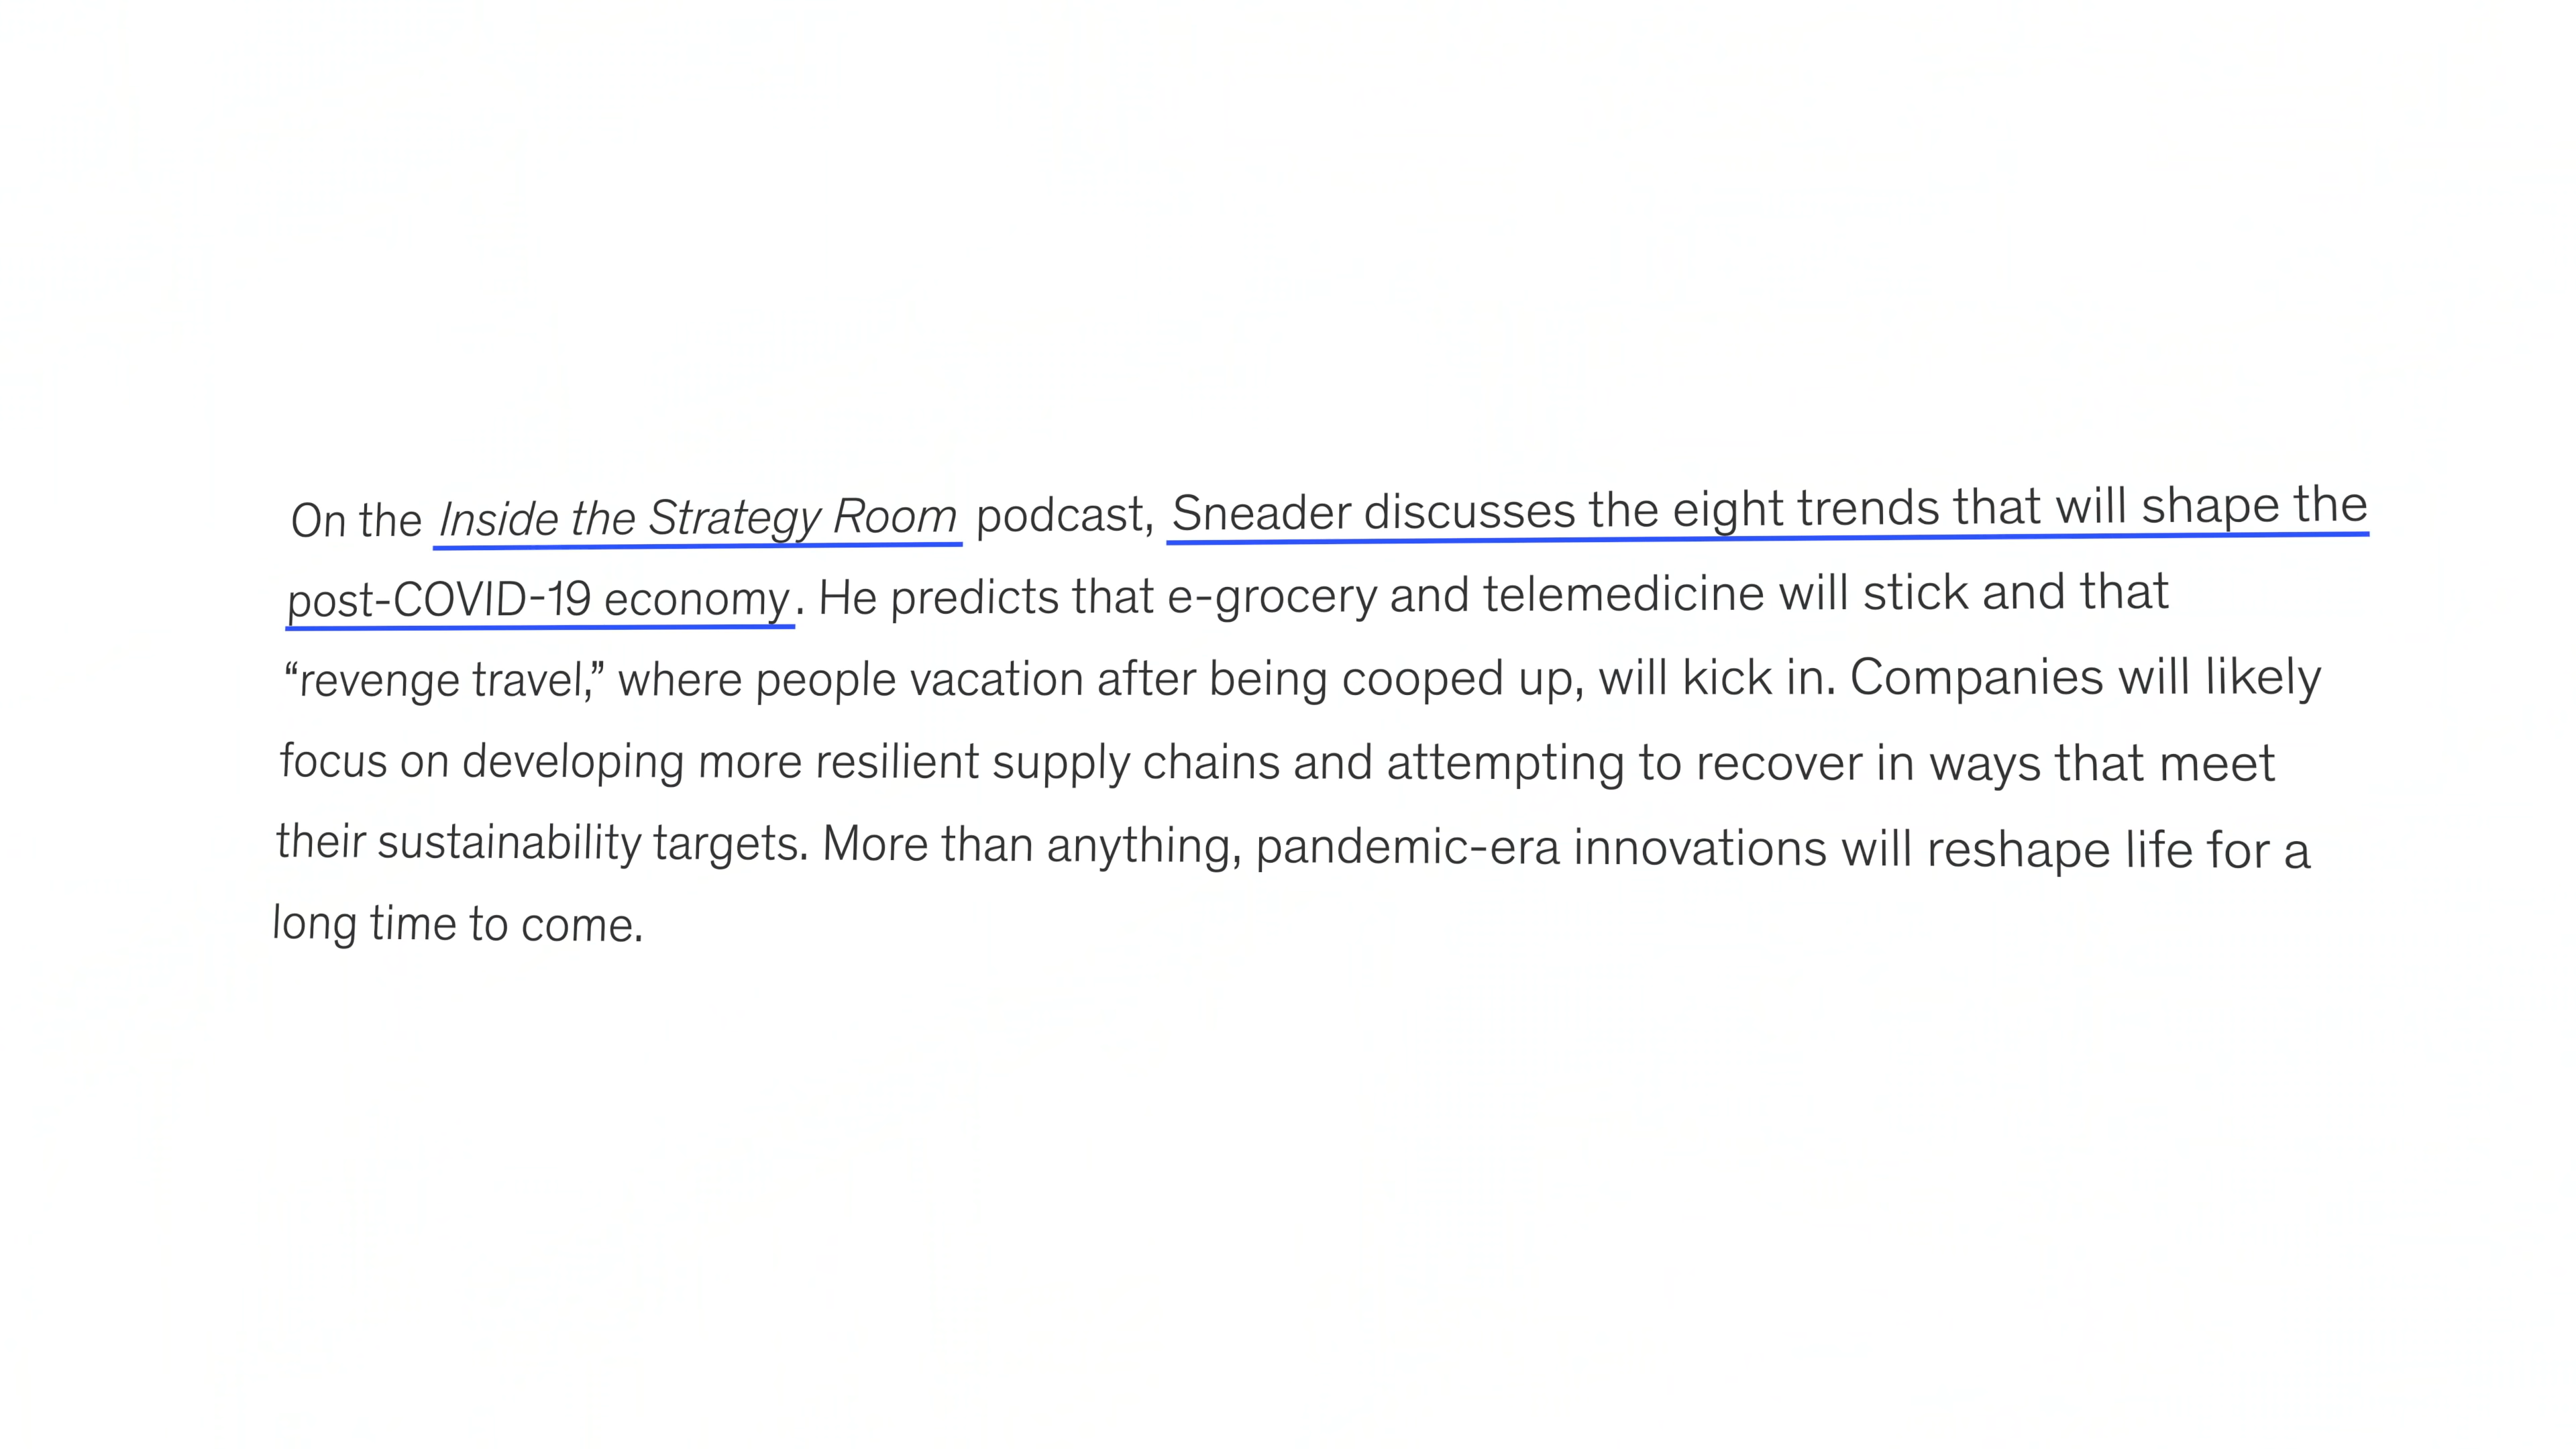 On the Inside the Strategy Room podcast, Sneader discusses the eight trends that will shape the
post-COVID-19 economy. He predicts that e-grocery and telemedicine will stick and that
“revenge travel,” where people vacation after being cooped up, will kick in. Companies will likely
focus on developing more resilient supply chains and attempting to recover in ways that meet
their sustainability targets. More than anything, pandemic-era innovations will reshape life for a
long time to come.